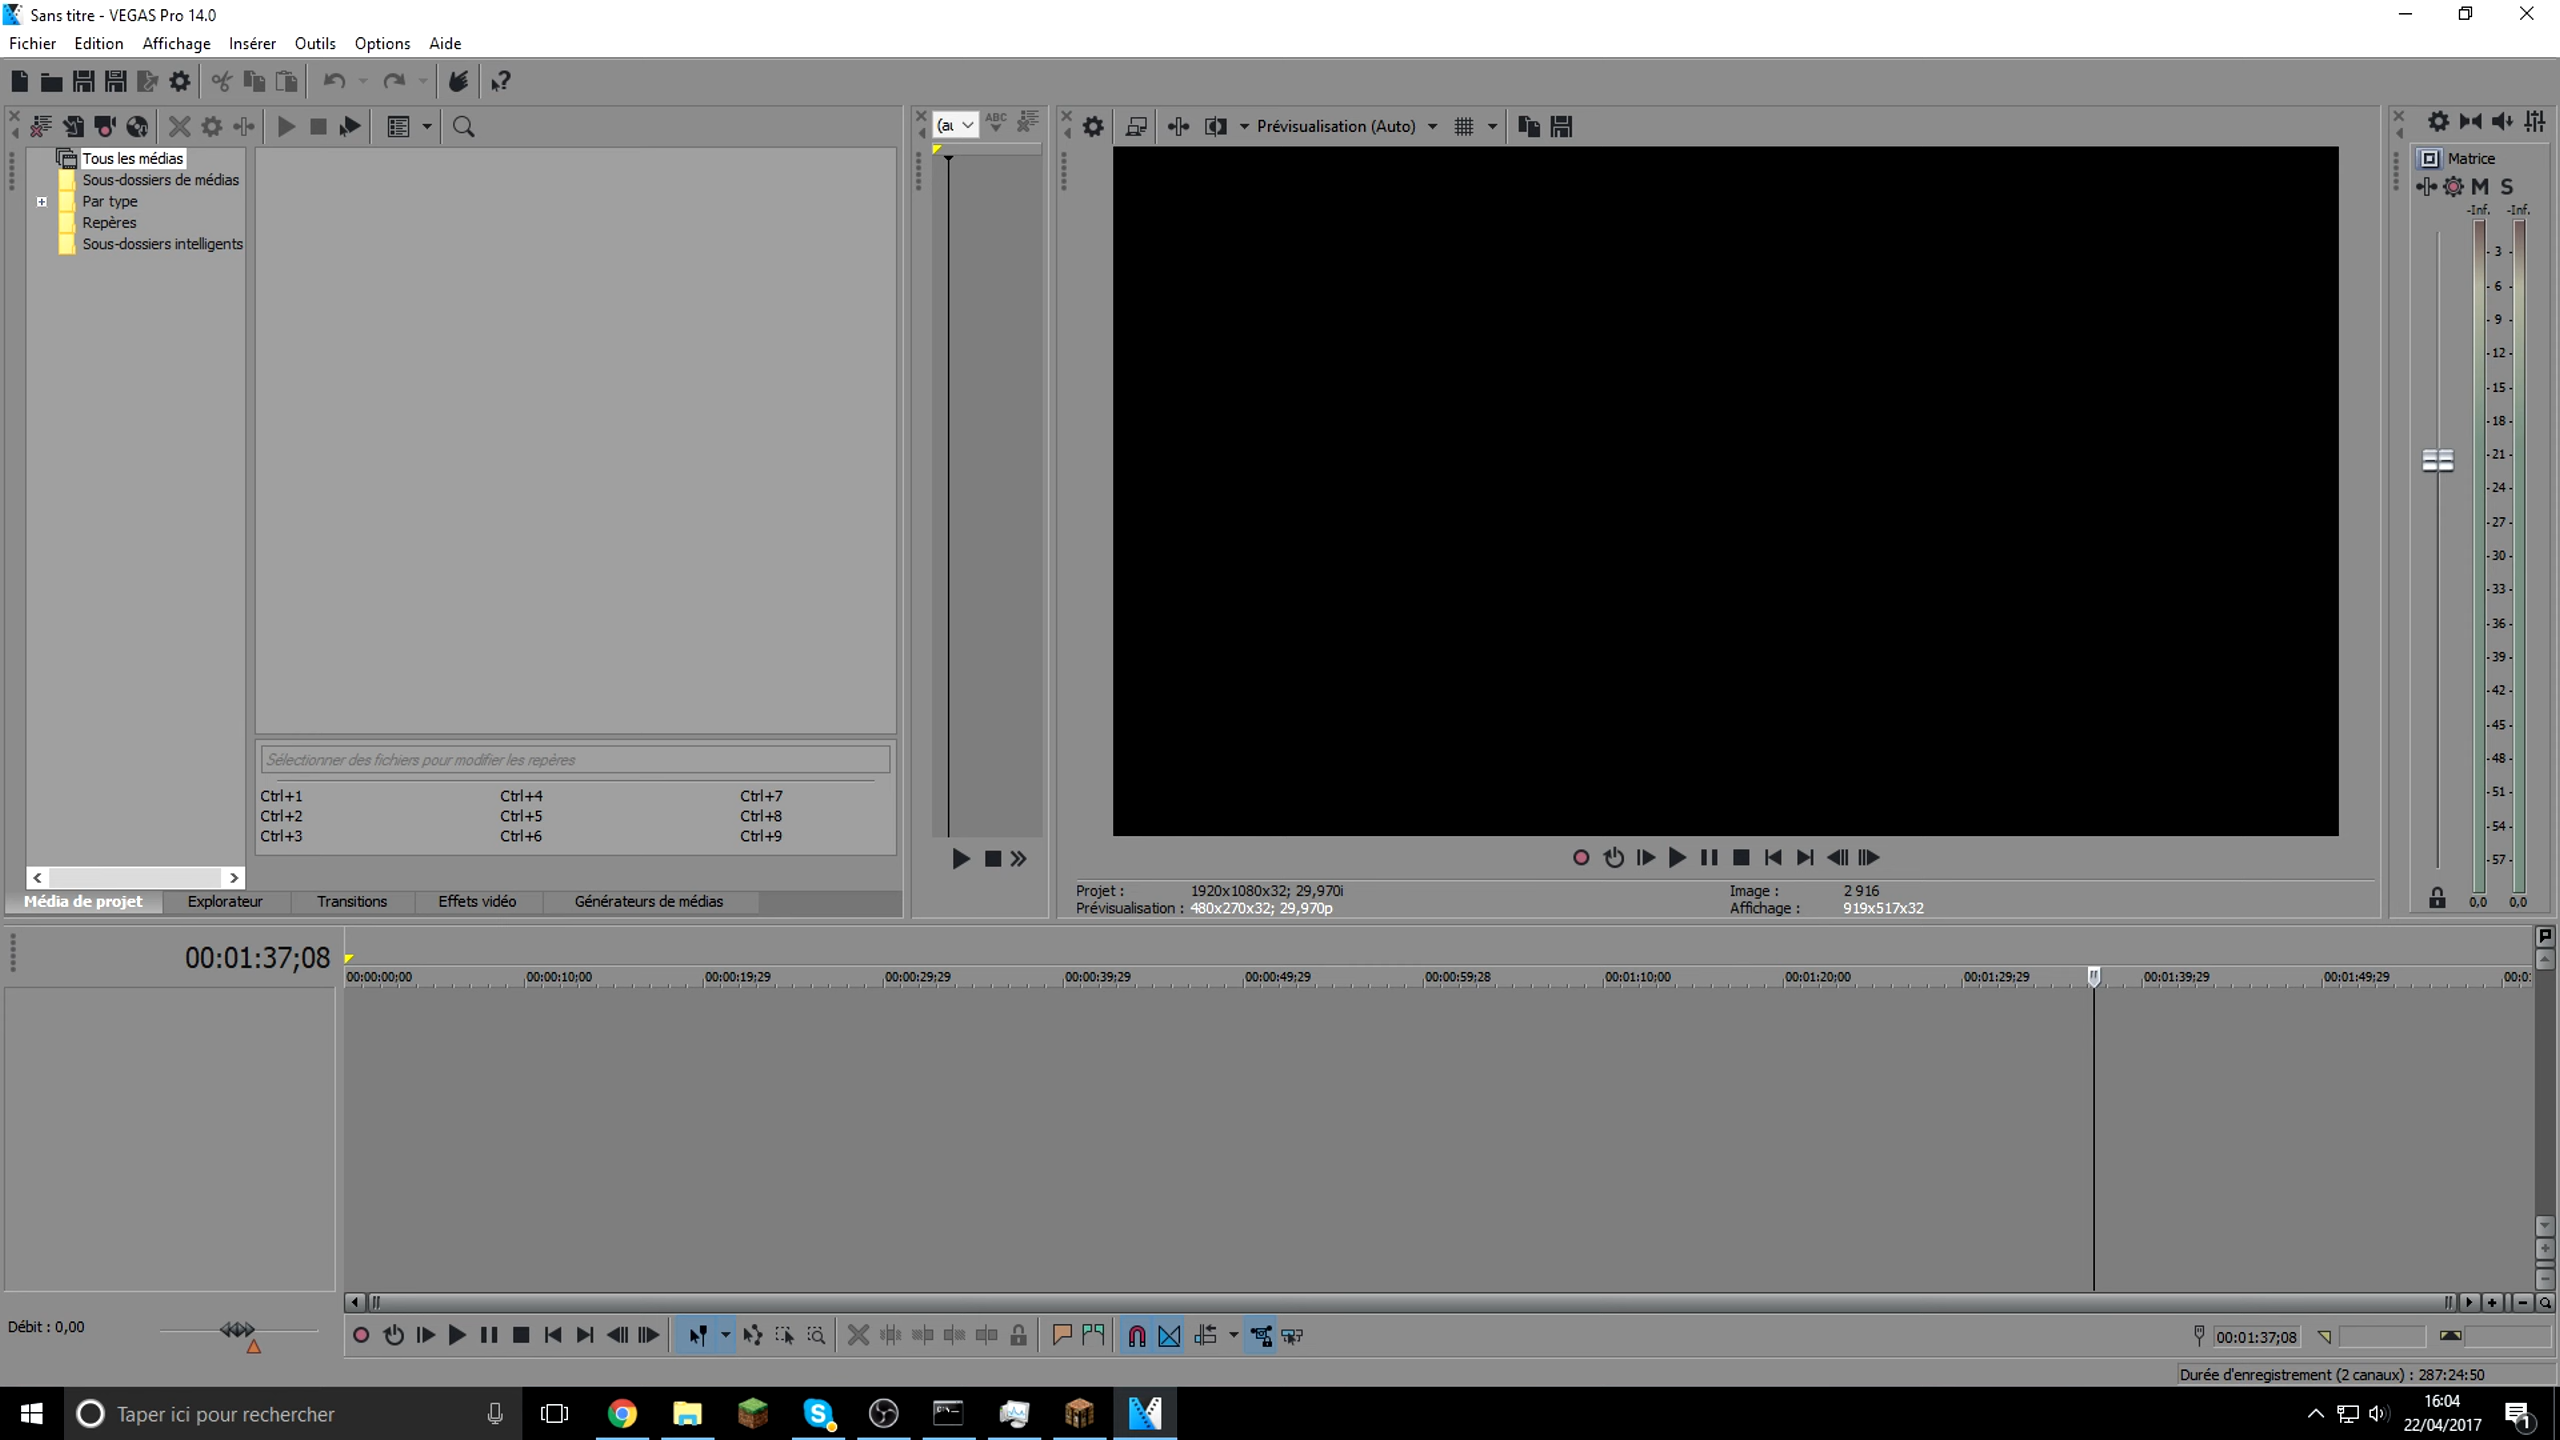 Sans titre - VEGAS Pro 14.0
Fichier Edition Affichage Insérer Outils Options Aide
Prévisualisation (Auto)
Tous les médias
Sous-dossiers de médias
Par type
Repères
Sous-dossiers intelligents
Sélectionner des fichiers pour modifier les repères
Ctrl+1 Ctrl+4 Ctrl+7
Ctrl+2 Ctrl+5 Ctrl+8
Ctrl+3 Ctrl+6 Ctrl+9
Média de projet Explorateur Transitions Effets vidéo Générateurs de médias
ABC
Projet : 1920x1080x32; 29,970i Image : 2 916
Prévisualisation : 480x270x32; 29,970p Affichage : 919x517x32
Matrice
M S
-Inf. -Inf.
- 3 -
- 6 -
- 9 -
-12-
-15-
-18-
-21-
-24-
-27-
-30-
-33-
-36-
-39-
-42-
-45-
-48-
-51-
-54-
-57-
0,0 0,0
00:01:37;08
00:00:00;00 00:00:10;00 00:00:19;29 00:00:29;29 00:00:39;29 00:00:49;29 00:00:59;28 00:01:10;00 00:01:20;00 00:01:29;29 00:01:39;29 00:01:49;29
Débit : 0,00
00:01:37;08
Durée d'enregistrement (2 canaux) : 287:24:50
Taper ici pour rechercher
16:04
22/04/2017
1